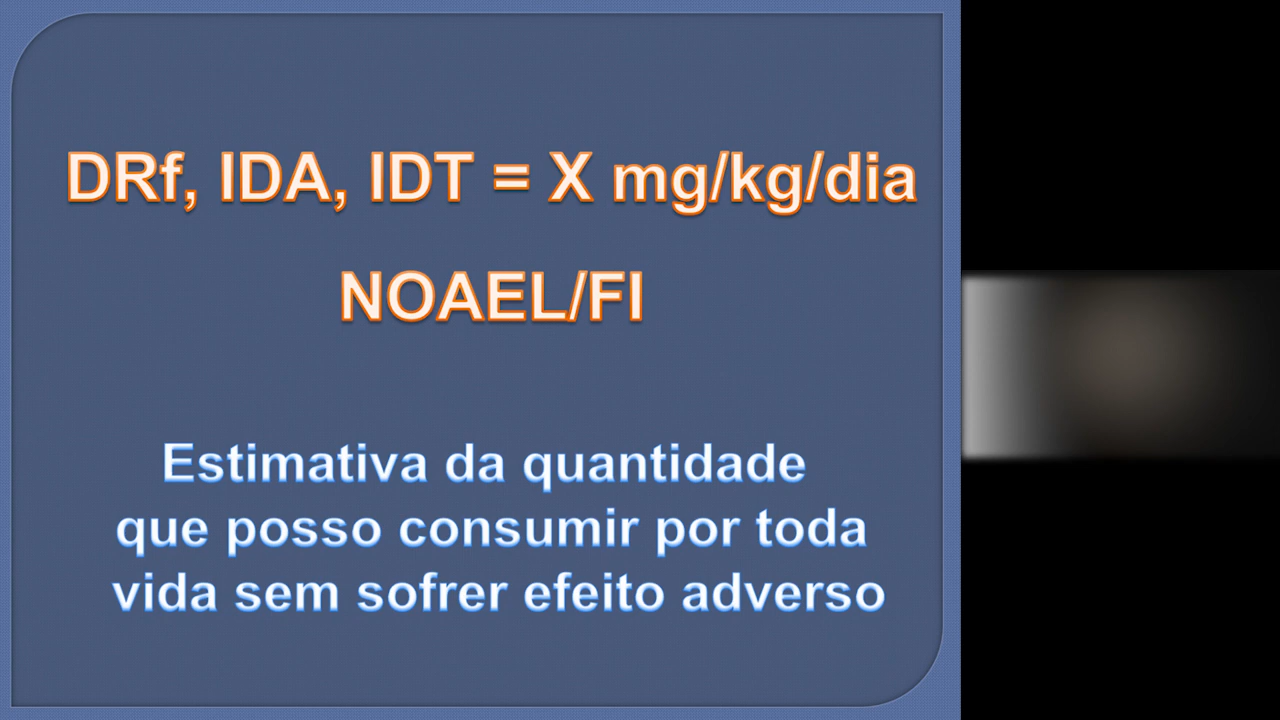 DRf, IDA, IDT = X mg/kg/dia
NOAEL/FI
Estimativa da quantidade
que posso consumir por toda
vida sem sofrer efeito adverso